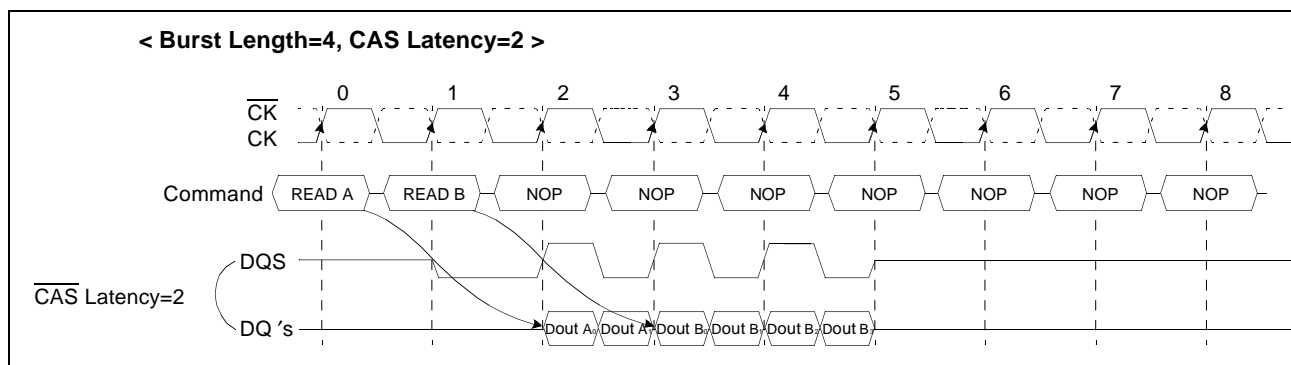 < Burst Length=4, CAS Latency=2 >
0 1 2 3 4 5 6 7 8
CK
CK
Command READ A READ B NOP NOP NOP NOP NOP NOP NOP
DQS
CAS Latency=2
DQ 's Dout A₀ Dout A₁ Dout B₀ Dout B₁ Dout B₂ Dout B₃